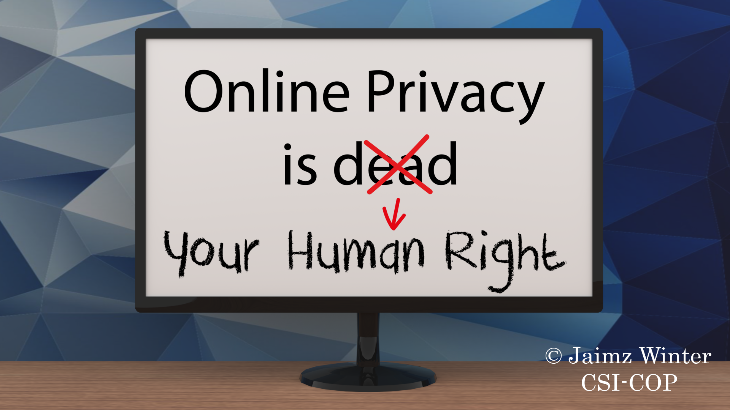 Online Privacy
is dead
Your Human Right
© Jaimz Winter
CSI-COP